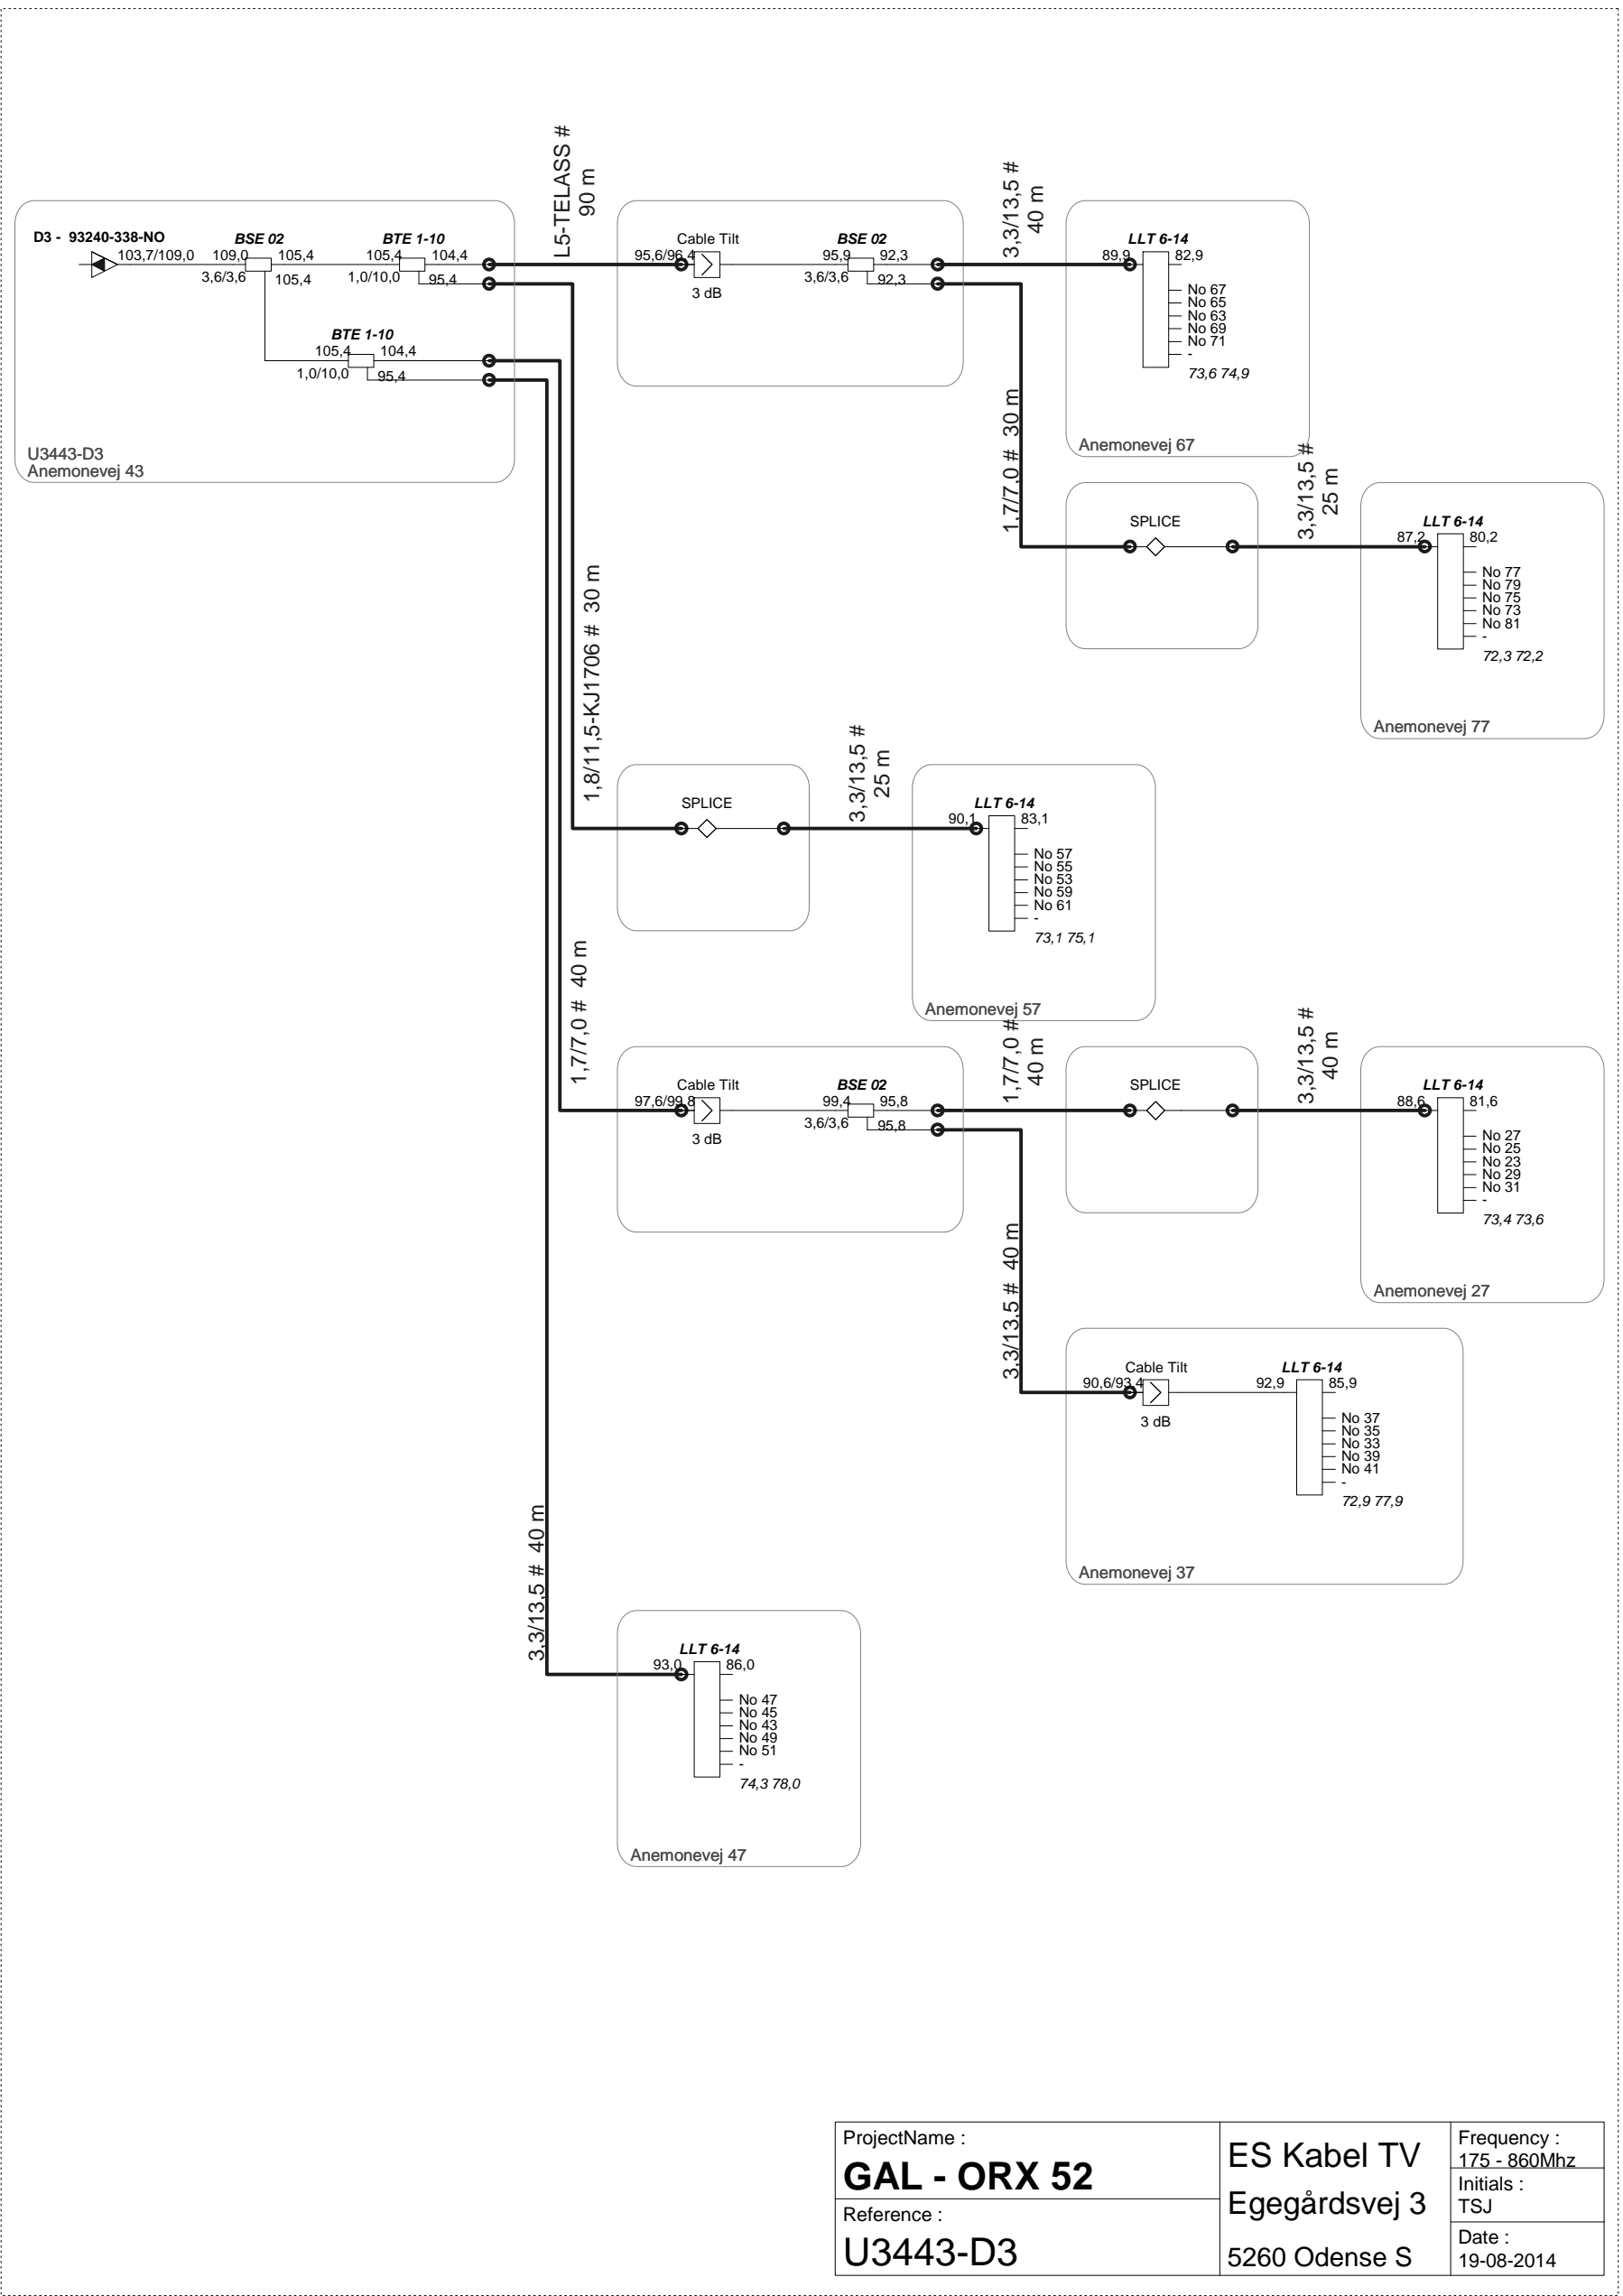 L5-TELASS #
90 m
3,3/13,5 #
40 m
D3 - 93240-338-NO
103,7/109,0
BSE 02
109,0 105,4
3,6/3,6 105,4
BTE 1-10
105,4 104,4
1,0/10,0 95,4
BTE 1-10
105,4 104,4
1,0/10,0 95,4
U3443-D3
Anemonevej 43
Cable Tilt
95,6/96,4
3 dB
BSE 02
95,9 92,3
3,6/3,6 92,3
LLT 6-14
89,9 82,9
No 67
No 65
No 63
No 69
No 71
-
73,6 74,9
Anemonevej 67
1,7/7,0 # 30 m
SPLICE
3,3/13,5 #
25 m
LLT 6-14
87,2 80,2
No 77
No 79
No 75
No 73
No 81
-
72,3 72,2
Anemonevej 77
1,8/11,5-KJ1706 # 30 m
SPLICE
3,3/13,5 #
25 m
LLT 6-14
90,1 83,1
No 57
No 55
No 53
No 59
No 61
-
73,1 75,1
Anemonevej 57
1,7/7,0 # 40 m
Cable Tilt
97,6/99,8
3 dB
BSE 02
99,4 95,8
3,6/3,6 95,8
1,7/7,0 #
40 m
SPLICE
3,3/13,5 #
40 m
LLT 6-14
88,6 81,6
No 27
No 25
No 23
No 29
No 31
-
73,4 73,6
Anemonevej 27
3,3/13,5 # 40 m
Cable Tilt
90,6/93,4
3 dB
LLT 6-14
92,9 85,9
No 37
No 35
No 33
No 39
No 41
-
72,9 77,9
Anemonevej 37
3,3/13,5 # 40 m
LLT 6-14
93,0 86,0
No 47
No 45
No 43
No 49
No 51
-
74,3 78,0
Anemonevej 47
ProjectName :
GAL - ORX 52
Reference :
U3443-D3
ES Kabel TV
Egegårdsvej 3
5260 Odense S
Frequency :
175 - 860Mhz
Initials :
TSJ
Date :
19-08-2014